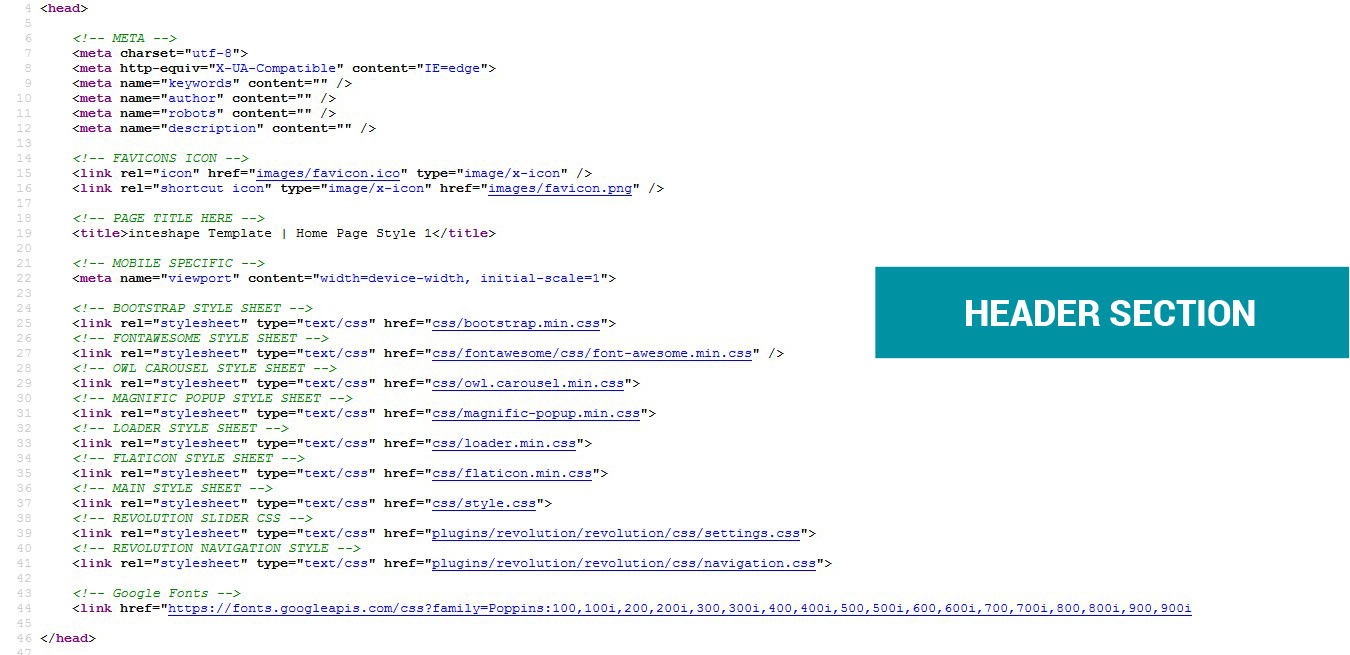 4 <head>
5
6 <!-- META -->
7 <meta charset="utf-8">
8 <meta http-equiv="X-UA-Compatible" content="IE=edge">
9 <meta name="keywords" content="" />
10 <meta name="author" content="" />
11 <meta name="robots" content="" />
12 <meta name="description" content="" />
13
14 <!-- FAVICONS ICON -->
15 <link rel="icon" href="images/favicon.ico" type="image/x-icon" />
16 <link rel="shortcut icon" type="image/x-icon" href="images/favicon.png" />
17
18 <!-- PAGE TITLE HERE -->
19 <title>inteshape Template | Home Page Style 1</title>
20
21 <!-- MOBILE SPECIFIC -->
22 <meta name="viewport" content="width=device-width, initial-scale=1">
23
24 <!-- BOOTSTRAP STYLE SHEET -->
25 <link rel="stylesheet" type="text/css" href="css/bootstrap.min.css">
26 <!-- FONTAWESOME STYLE SHEET -->
27 <link rel="stylesheet" type="text/css" href="css/fontawesome/css/font-awesome.min.css" />
28 <!-- OWL CAROUSEL STYLE SHEET -->
29 <link rel="stylesheet" type="text/css" href="css/owl.carousel.min.css">
30 <!-- MAGNIFIC POPUP STYLE SHEET -->
31 <link rel="stylesheet" type="text/css" href="css/magnific-popup.min.css">
32 <!-- LOADER STYLE SHEET -->
33 <link rel="stylesheet" type="text/css" href="css/loader.min.css">
34 <!-- FLATICON STYLE SHEET -->
35 <link rel="stylesheet" type="text/css" href="css/flaticon.min.css">
36 <!-- MAIN STYLE SHEET -->
37 <link rel="stylesheet" type="text/css" href="css/style.css">
38 <!-- REVOLUTION SLIDER CSS -->
39 <link rel="stylesheet" type="text/css" href="plugins/revolution/revolution/css/settings.css">
40 <!-- REVOLUTION NAVIGATION STYLE -->
41 <link rel="stylesheet" type="text/css" href="plugins/revolution/revolution/css/navigation.css">
42
43 <!-- Google Fonts -->
44 <link href="https://fonts.googleapis.com/css?family=Poppins:100,100i,200,200i,300,300i,400,400i,500,500i,600,600i,700,700i,800,800i,900,900i
45
46 </head>
47
HEADER SECTION